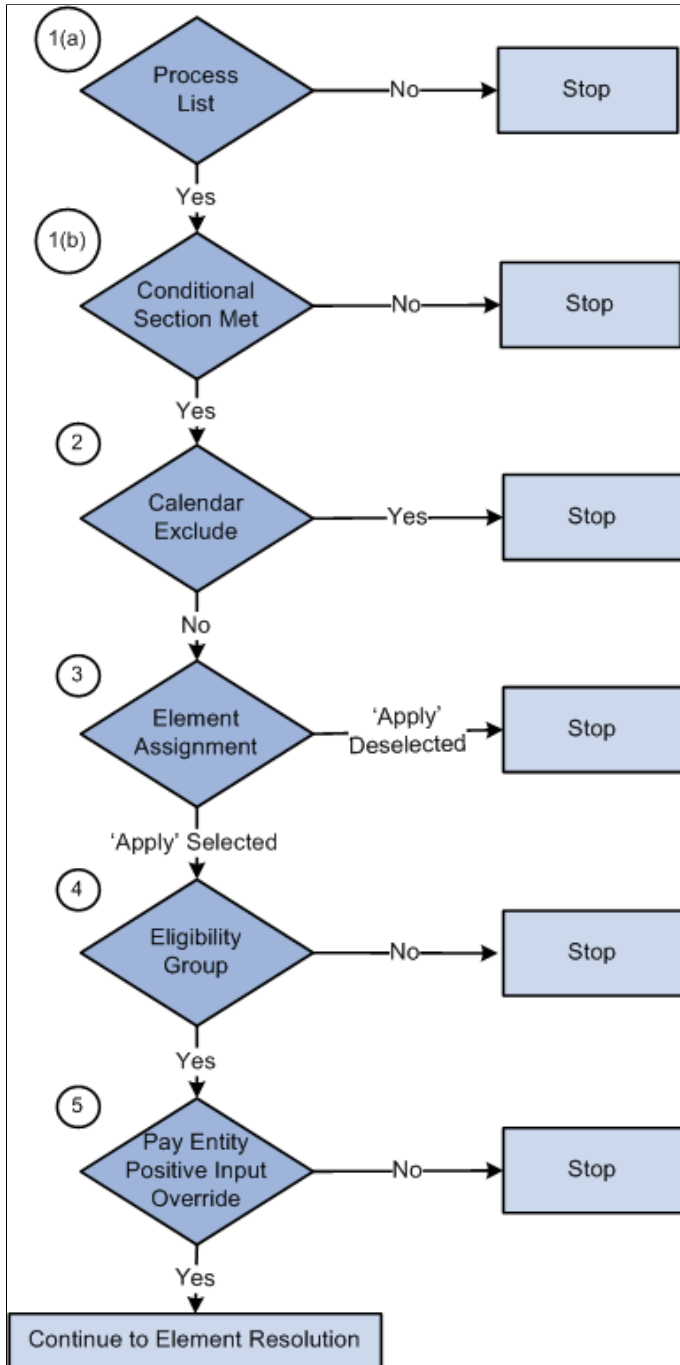 1(a)
Process
List
No
Stop
Yes
1(b)
Conditional
Section Met
No
Stop
Yes
2
Calendar
Exclude
Yes
Stop
No
3
Element
Assignment
‘Apply’
Deselected
Stop
‘Apply’ Selected
4
Eligibility
Group
No
Stop
Yes
5
Pay Entity
Positive Input
Override
No
Stop
Yes
Continue to Element Resolution